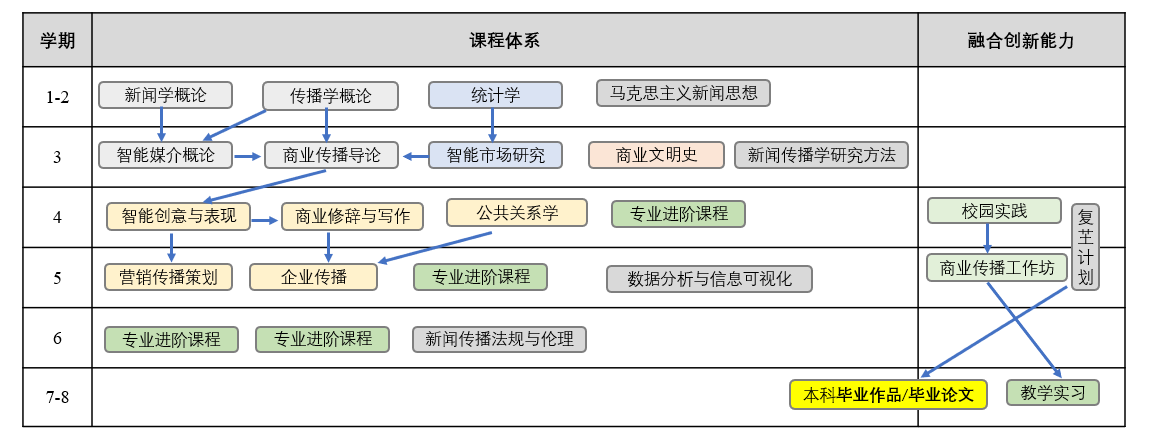 学期 课程体系 融合创新能力
1-2 新闻学概论 传播学概论 统计学 马克思主义新闻思想
3 智能媒介概论 商业传播导论 智能市场研究 商业文明史 新闻传播学研究方法
4 智能创意与表现 商业修辞与写作 公共关系学 专业进阶课程 校园实践
复芏计划
5 营销传播策划 企业传播 专业进阶课程 数据分析与信息可视化 商业传播工作坊
6 专业进阶课程 专业进阶课程 新闻传播法规与伦理
7-8 本科毕业作品/毕业论文 教学实习